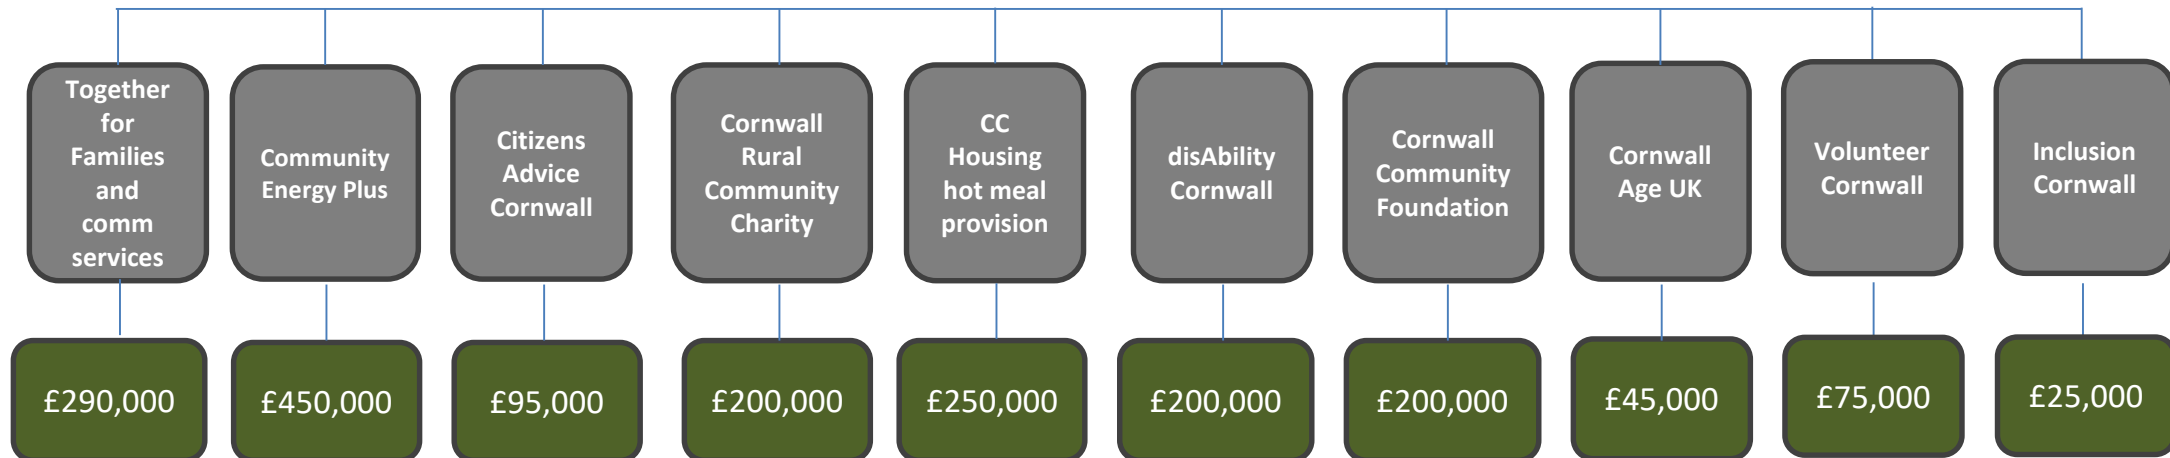 Together
for
Families
and
comm
services
Community
Energy Plus
Citizens
Advice
Cornwall
Cornwall
Rural
Community
Charity
CC
Housing
hot meal
provision
disAbility
Cornwall
Cornwall
Community
Foundation
Cornwall
Age UK
Volunteer
Cornwall
Inclusion
Cornwall
£290,000
£450,000
£95,000
£200,000
£250,000
£200,000
£200,000
£45,000
£75,000
£25,000